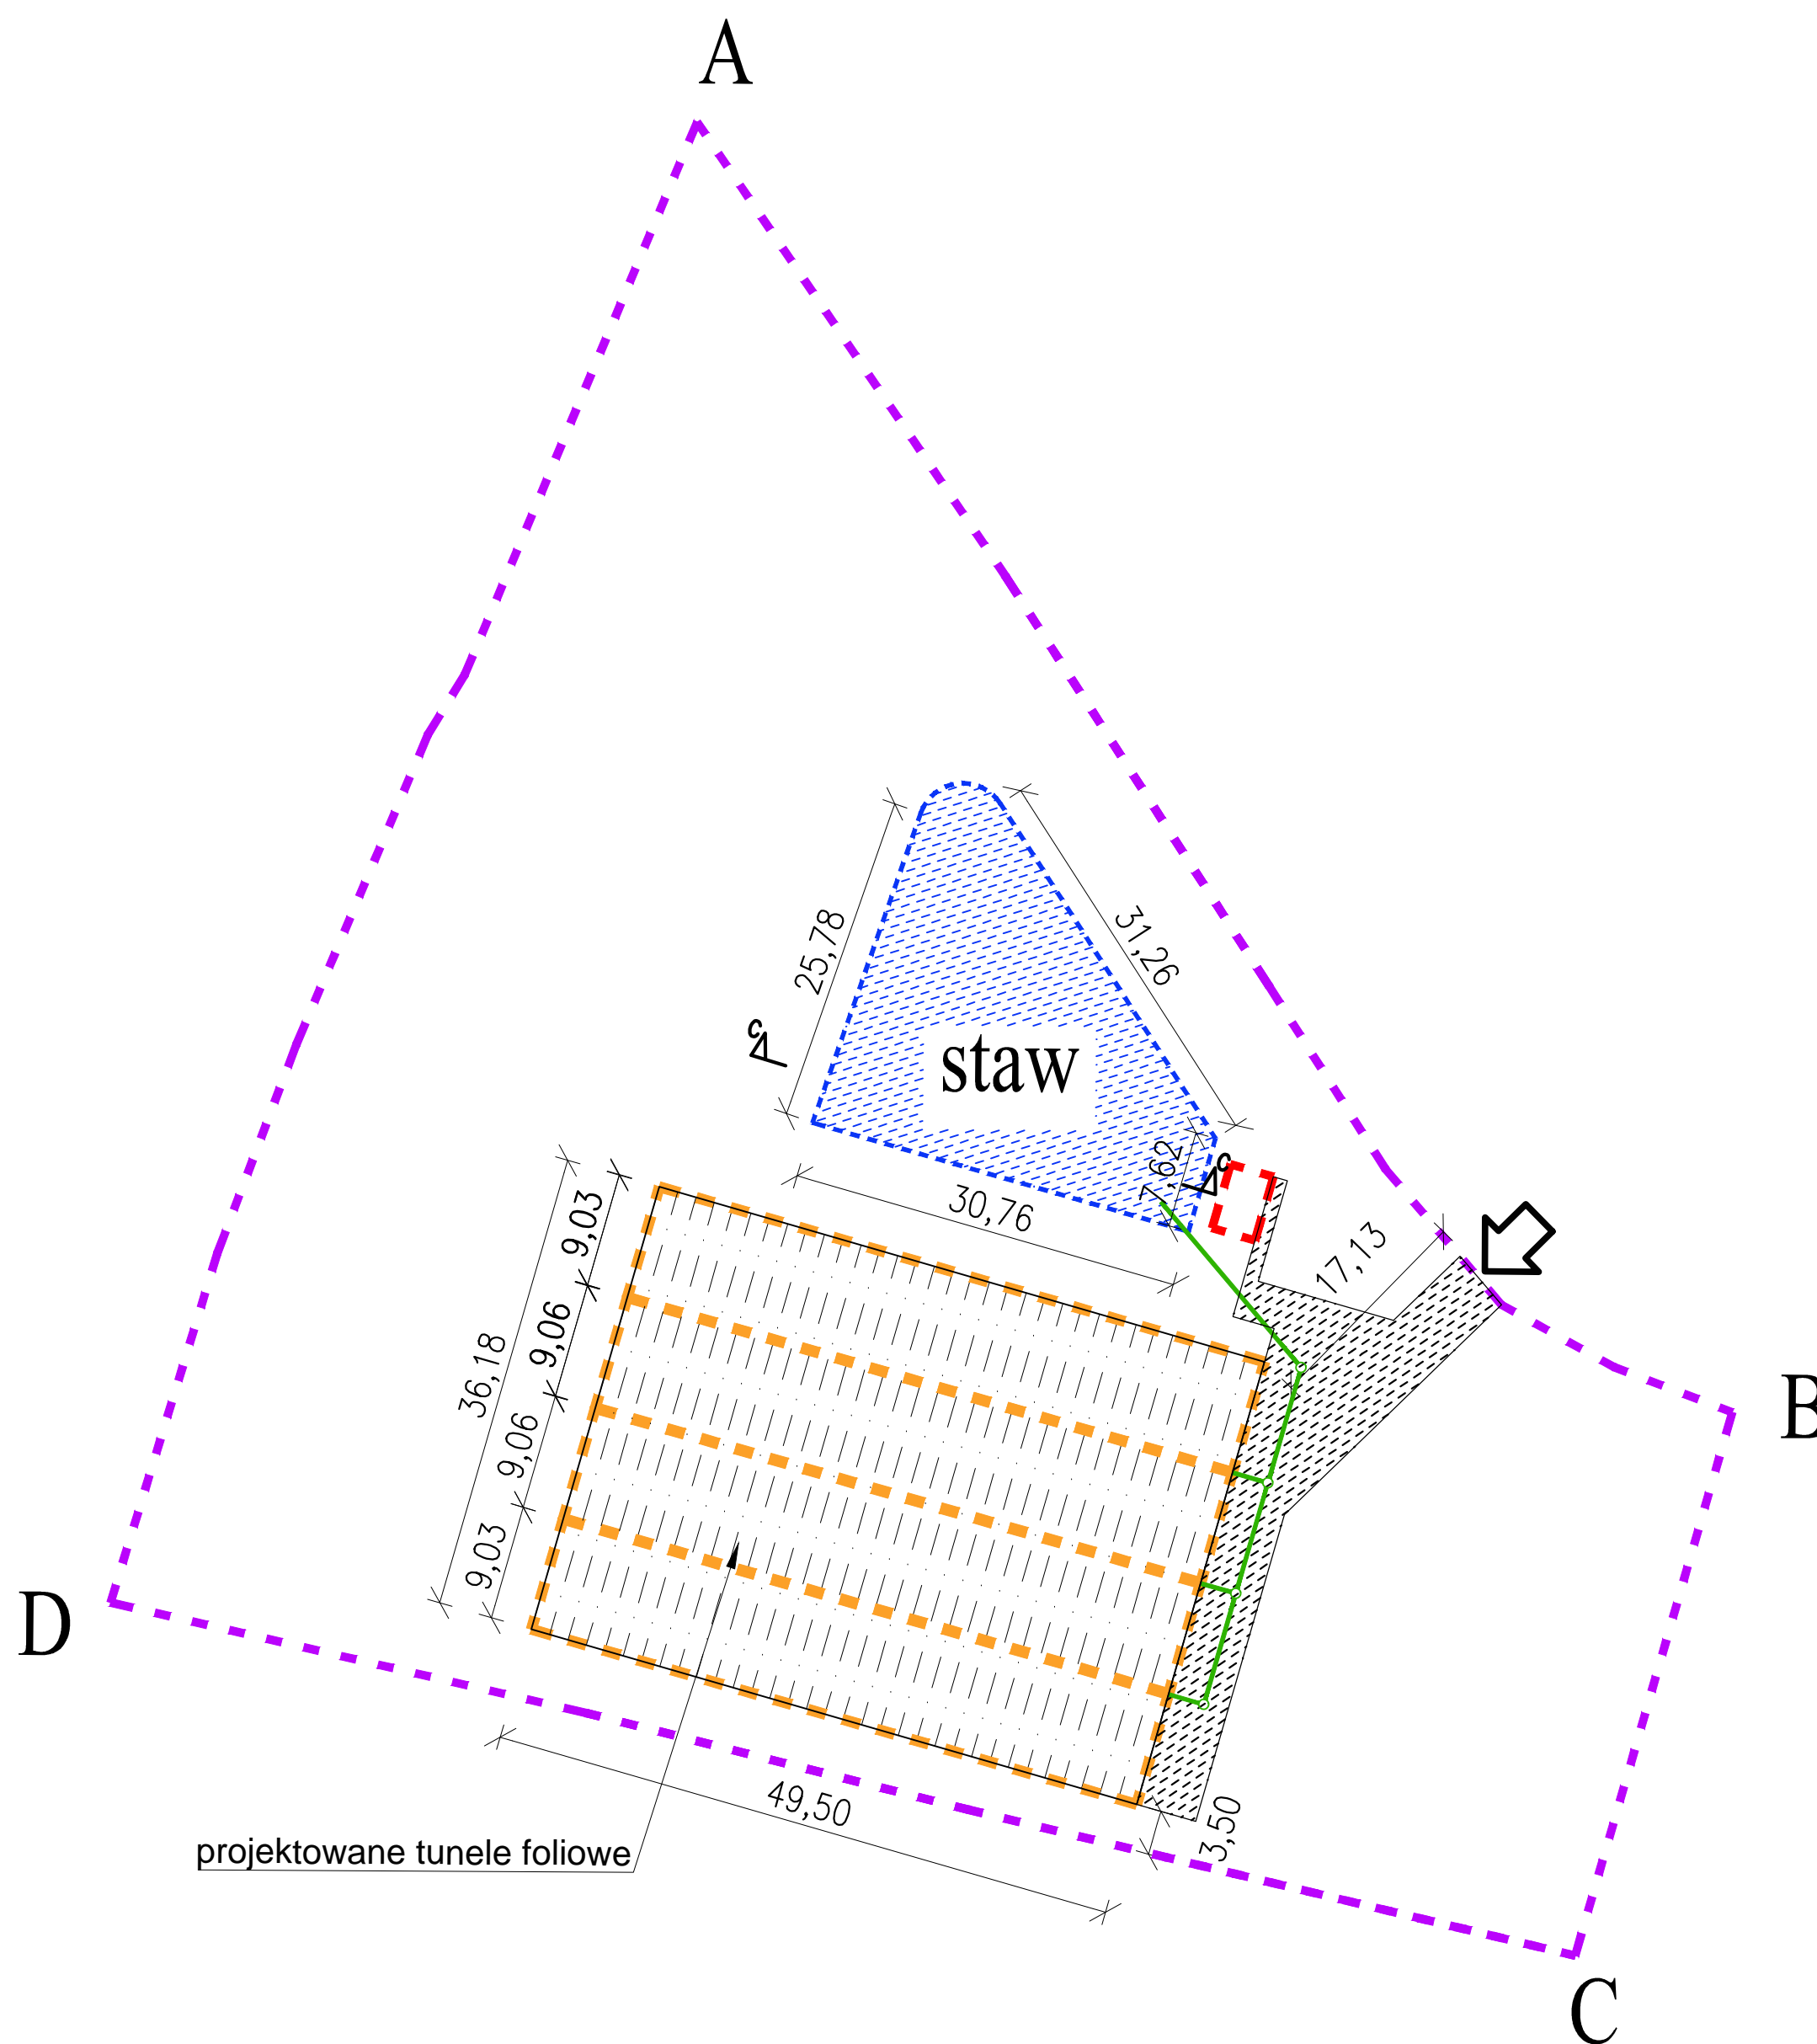 A
31,26
25,78
c
staw
7,62
c
30,76
9,03
17,13
9,06
36,18
B
9,06
9,03
D
49,50
3,50
projektowane tunele foliowe
C